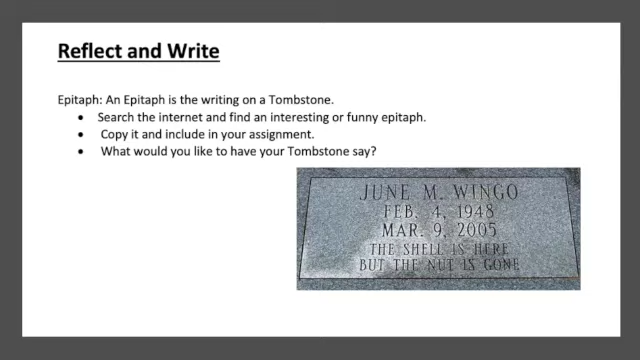 Reflect and Write
Epitaph: An Epitaph is the writing on a Tombstone.
• Search the internet and find an interesting or funny epitaph.
• Copy it and include in your assignment.
• What would you like to have your Tombstone say?
JUNE M. WINGO
FEB. 4, 1948
MAR. 9, 2005
THE SHELL IS HERE
BUT THE NUT IS GONE